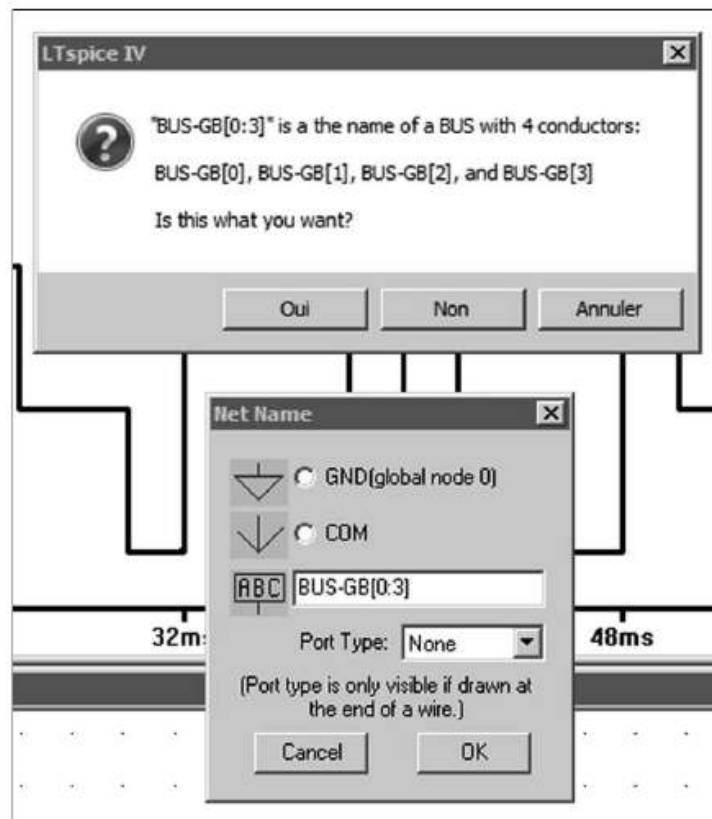 LTspice IV
"BUS-GB[0:3]" is a the name of a BUS with 4 conductors:
BUS-GB[0], BUS-GB[1], BUS-GB[2], and BUS-GB[3]
Is this what you want?
Oui Non Annuler
Net Name
GND(global node 0)
COM
ABC BUS-GB[0:3]
32ms
Port Type: None
48ms
(Port type is only visible if drawn at
the end of a wire.)
Cancel OK